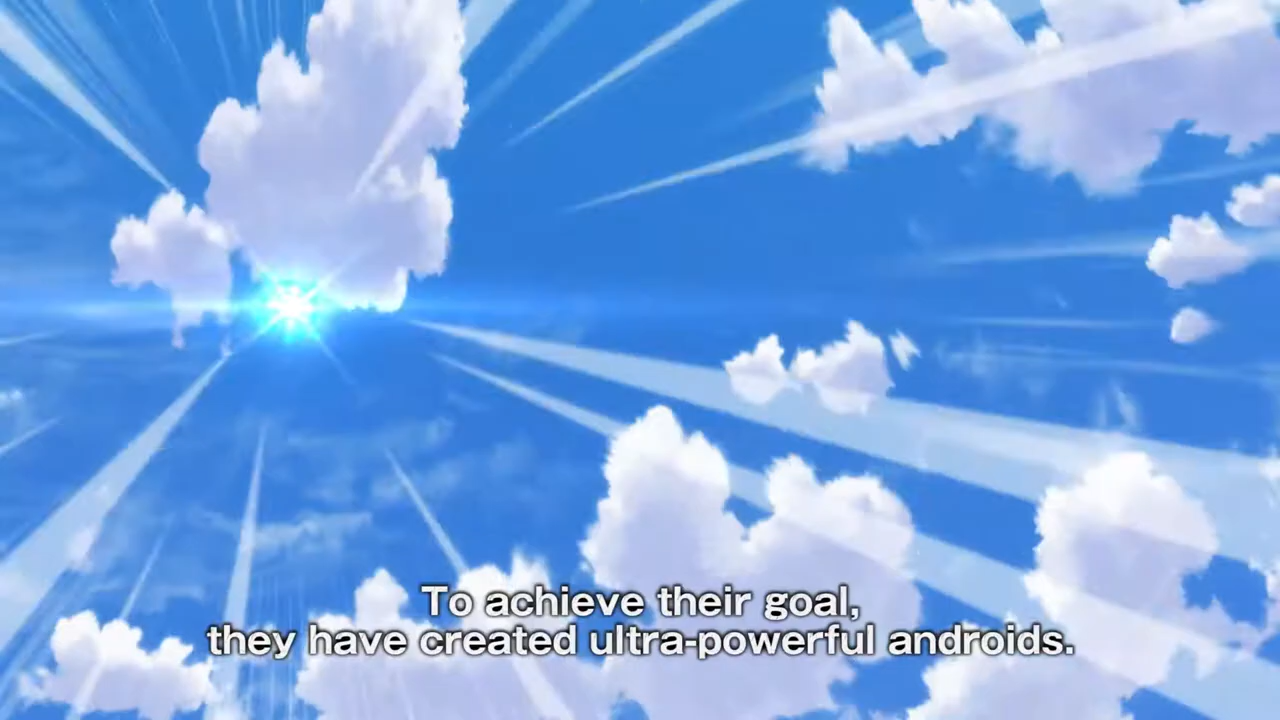 To achieve their goal,
they have created ultra-powerful androids.